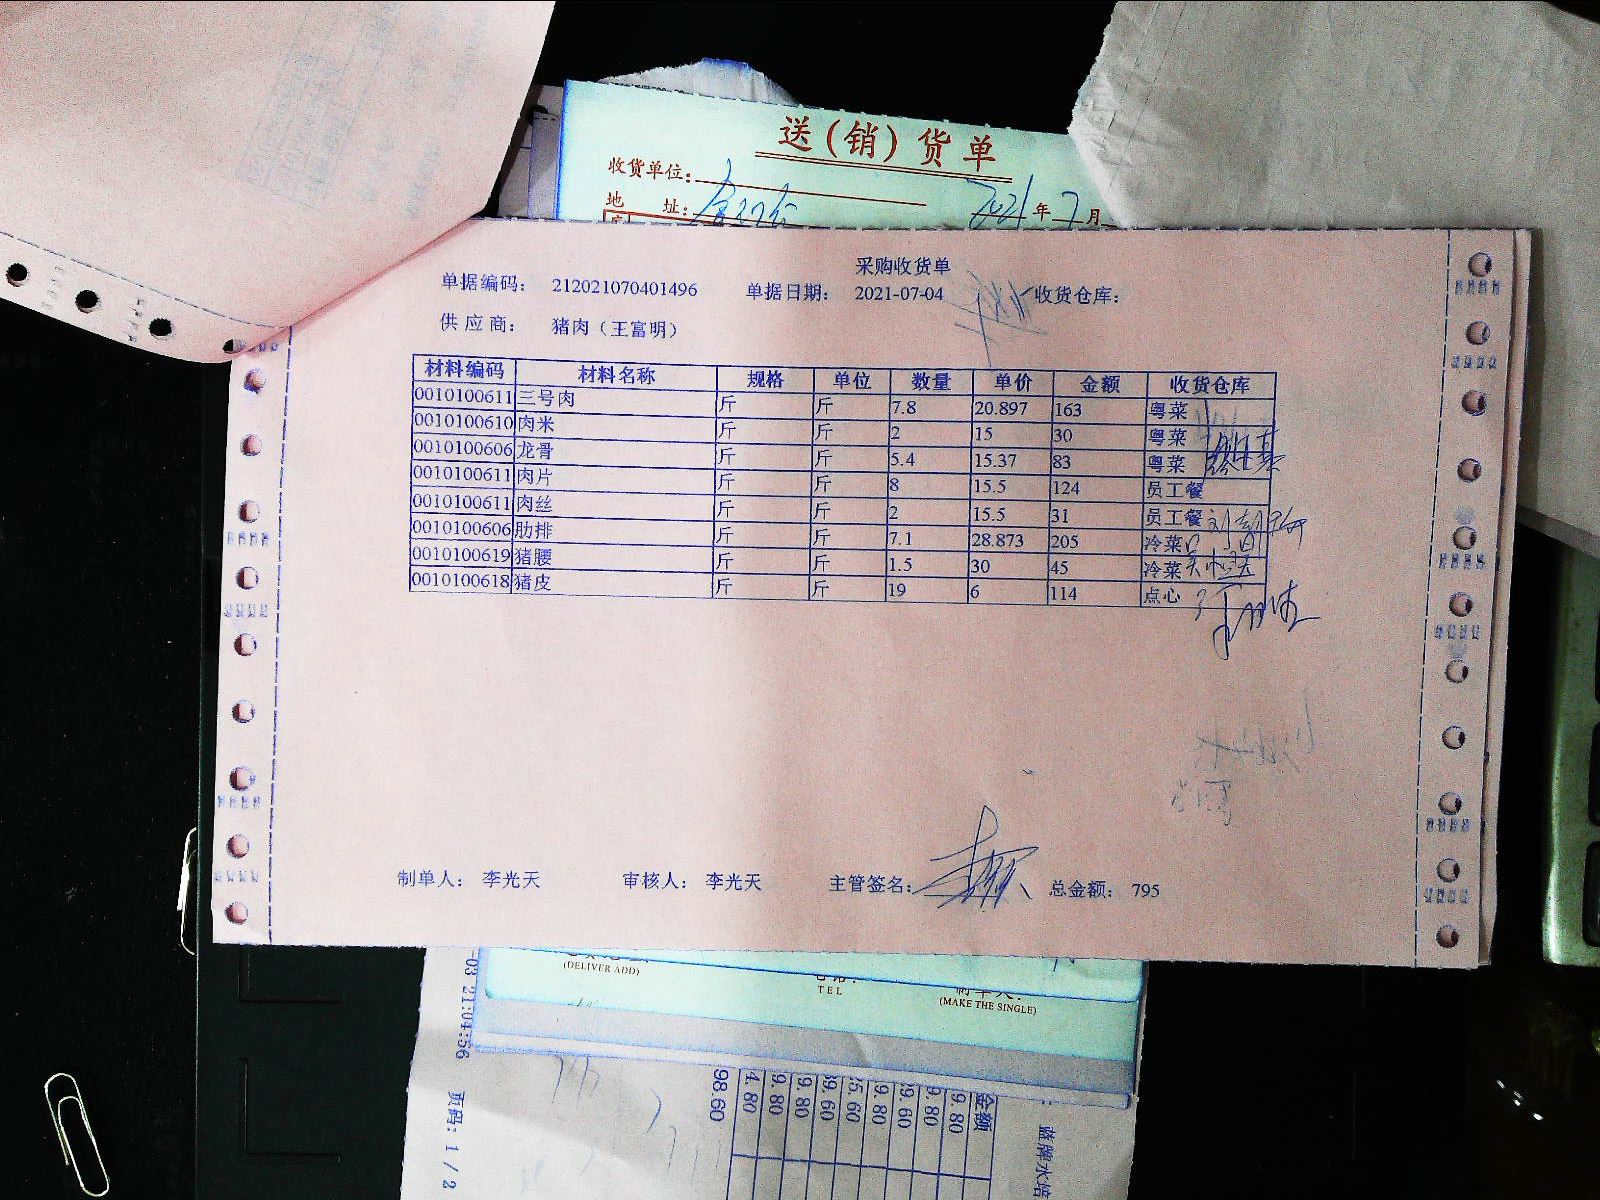 送(销)货单
收货单位:
地 址: 2021年7月
采购收货单
单据编码: 212021070401496 单据日期: 2021-07-04 收货仓库:
供应商: 猪肉(王富明)
材料编码 材料名称 规格 单位 数量 单价 金额 收货仓库
0010100611 三号肉 斤 斤 7.8 20.897 163 粤菜
0010100610 肉米 斤 斤 2 15 30 粤菜
0010100606 龙骨 斤 斤 5.4 15.37 83 粤菜
0010100611 肉片 斤 斤 8 15.5 124 员工餐
0010100611 肉丝 斤 斤 2 15.5 31 员工餐
0010100606 肋排 斤 斤 7.1 28.873 205 冷菜
0010100619 猪腰 斤 斤 1.5 30 45 冷菜
0010100618 猪皮 斤 斤 19 6 114 点心
制单人: 李光天 审核人: 李光天 主管签名: 总金额: 795
(DELIVER ADD)
TEL
(MAKE THE SINGLE)
-03 21:04:56 页码: 1 / 2
金额
9.80
9.80
9.60
9.80
5.60
39.60
9.80
9.80
4.80
98.60